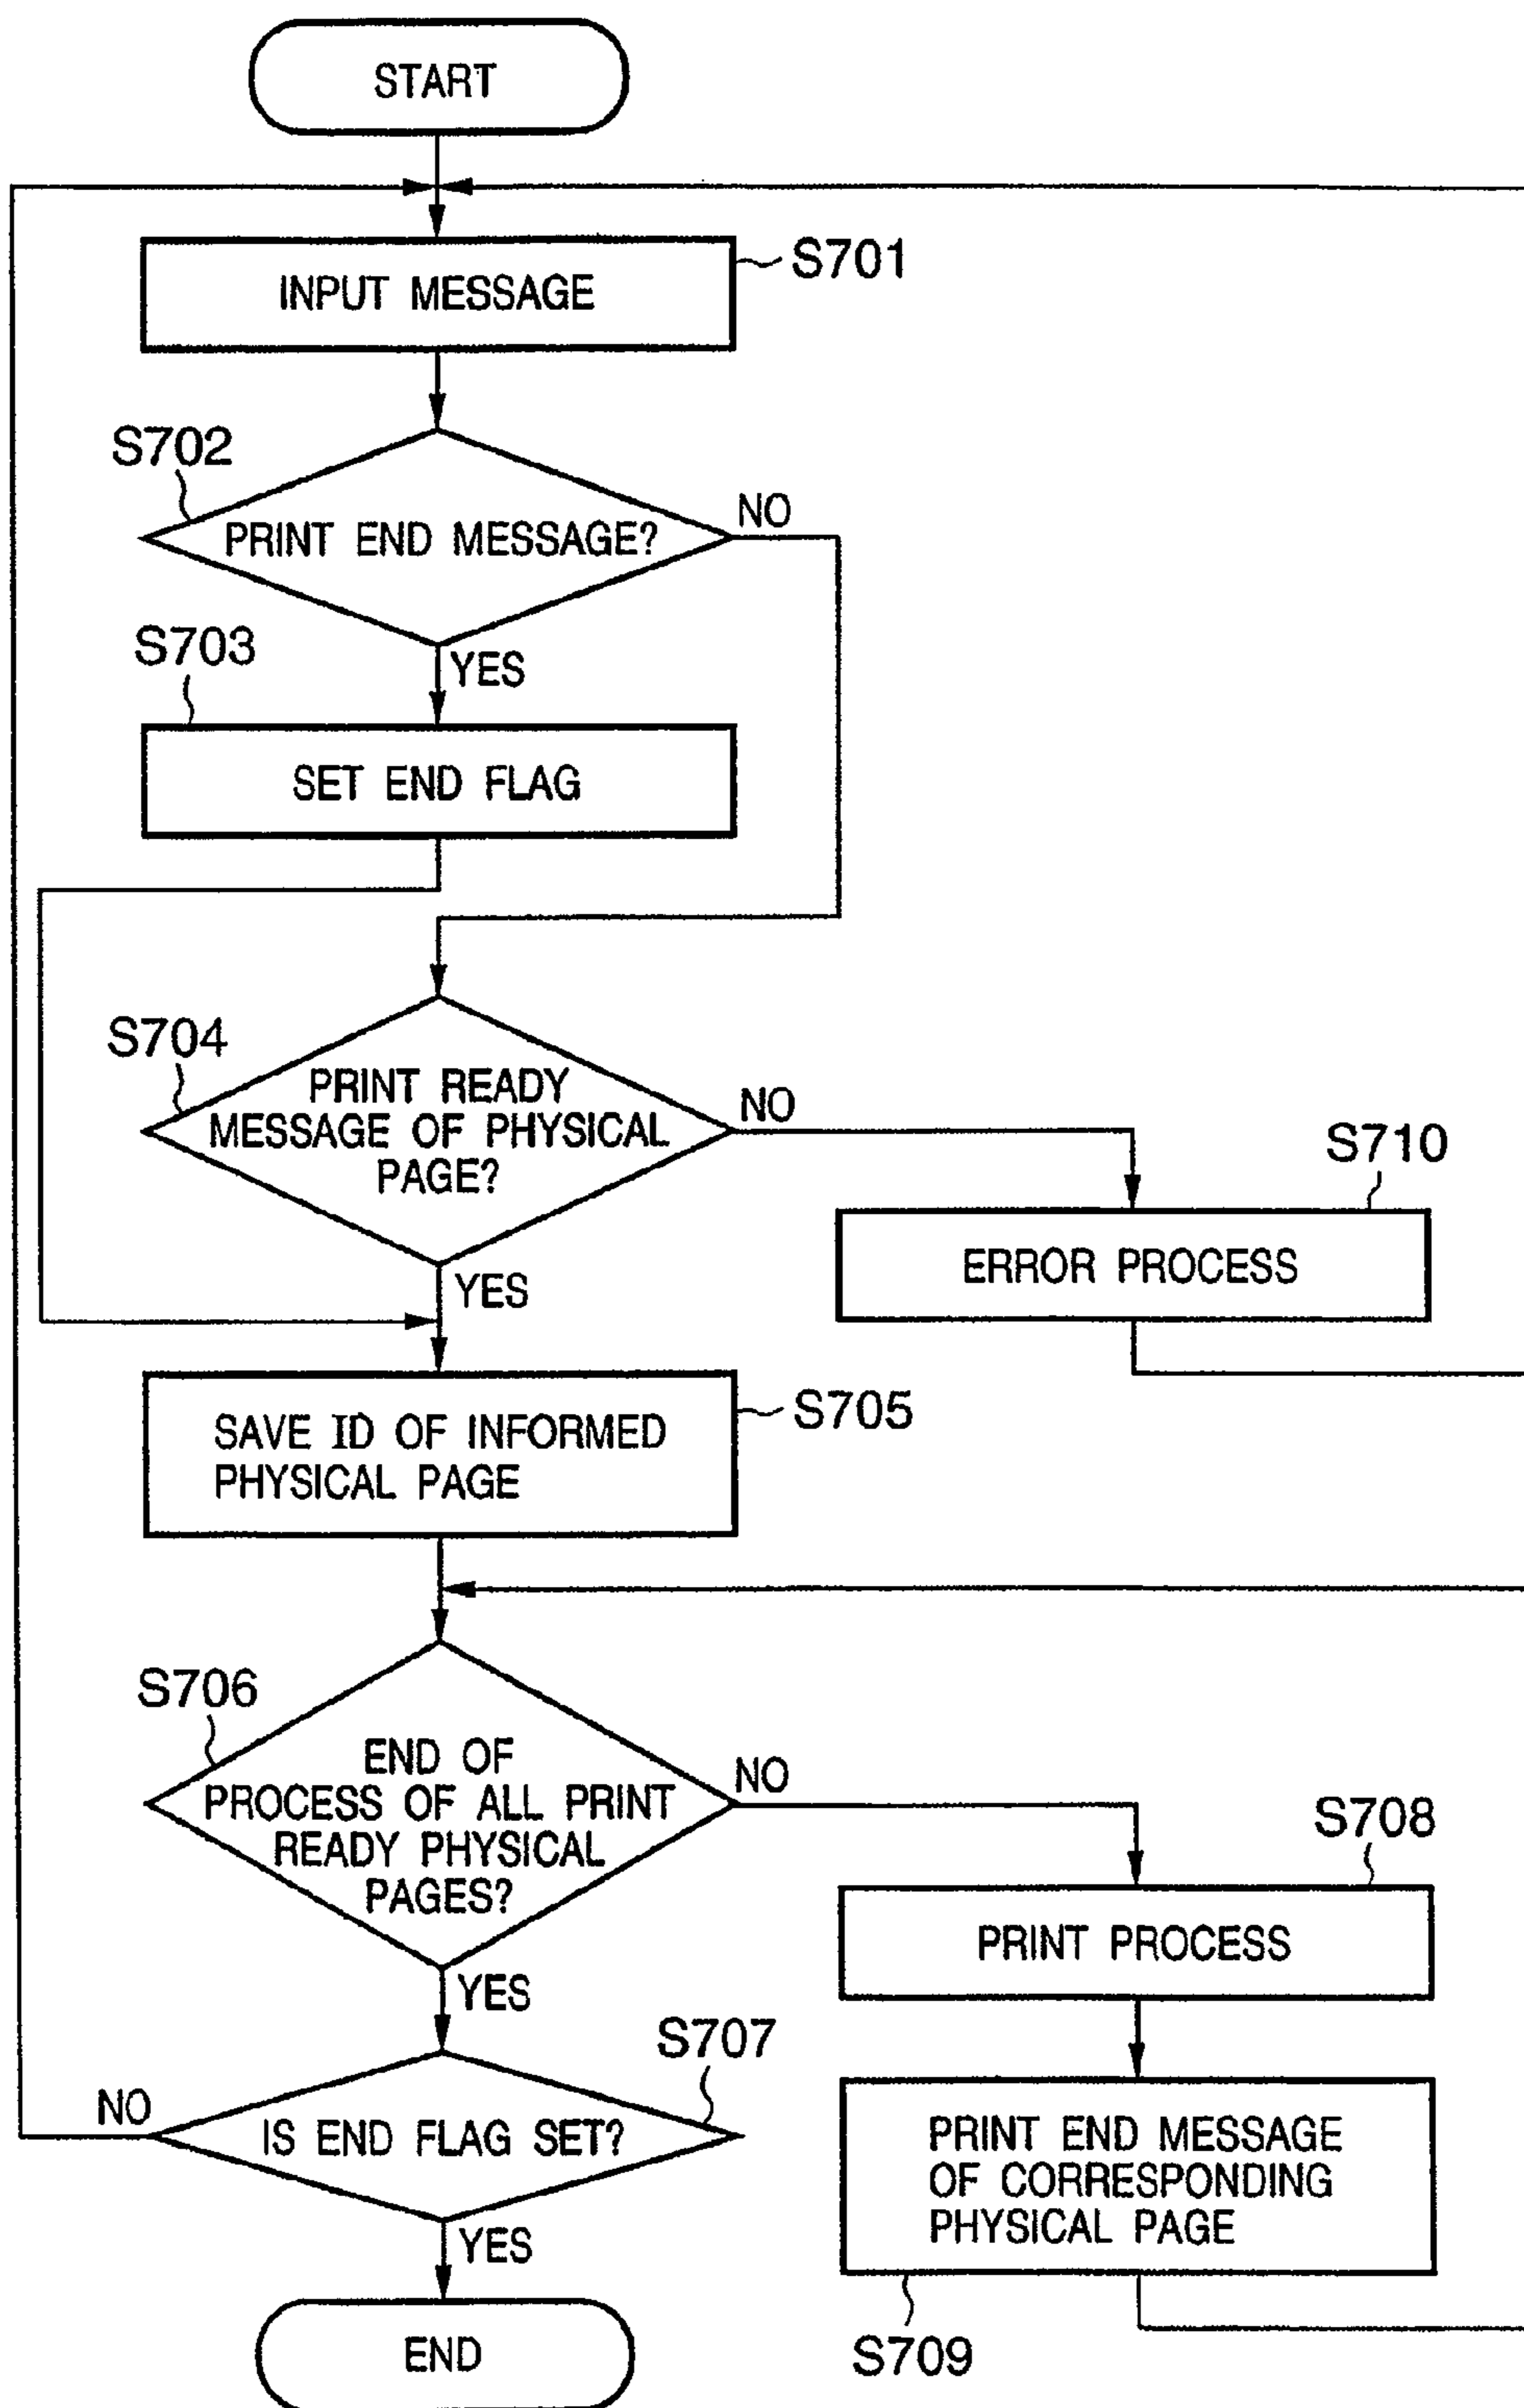 START
INPUT MESSAGE
S701
S702
PRINT END MESSAGE?
NO
YES
S703
SET END FLAG
S704
PRINT READY
MESSAGE OF PHYSICAL
PAGE?
NO
YES
S710
ERROR PROCESS
SAVE ID OF INFORMED
PHYSICAL PAGE
S705
S706
END OF
PROCESS OF ALL PRINT
READY PHYSICAL
PAGES?
NO
YES
S708
PRINT PROCESS
S707
IS END FLAG SET?
NO
YES
PRINT END MESSAGE
OF CORRESPONDING
PHYSICAL PAGE
S709
END